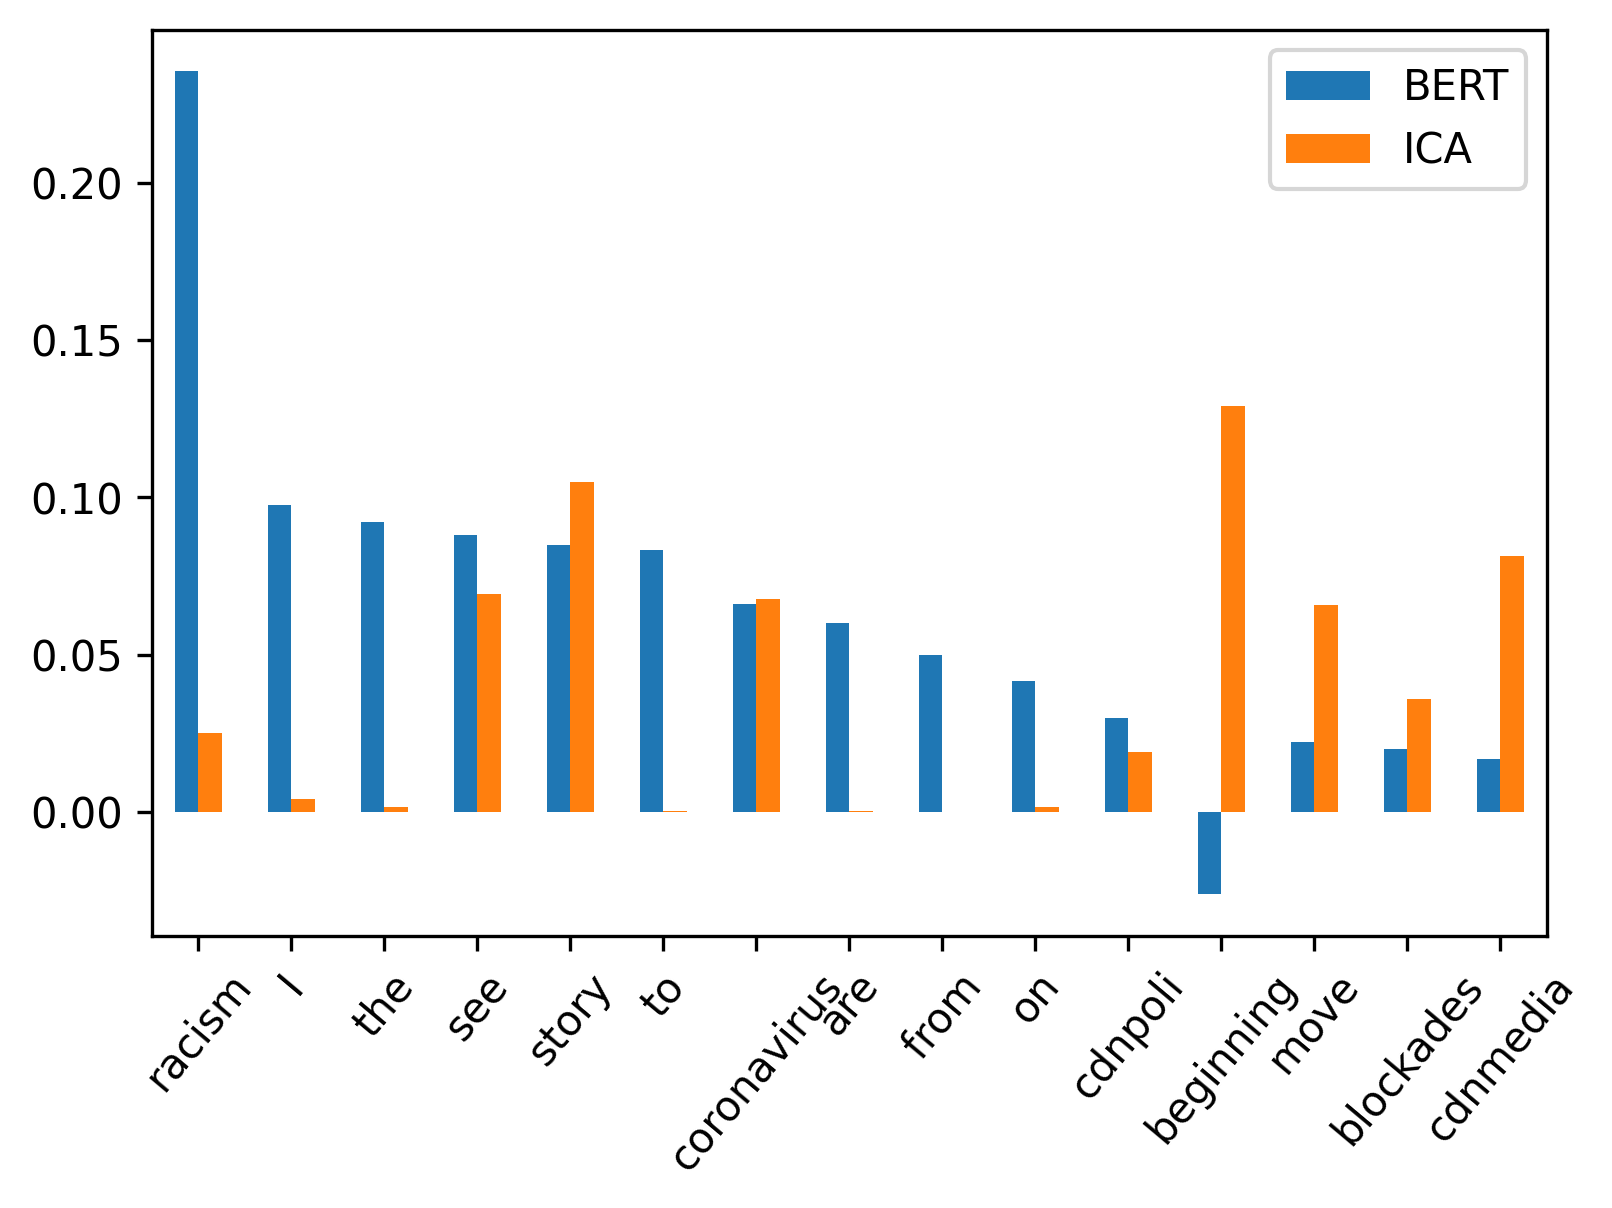 BERT
ICA
0.20
0.15
0.10
0.05
0.00
racism
I
the
see
story
to
coronavirus
are
from
on
cdnpoli
beginning
move
blockades
cdnmedia